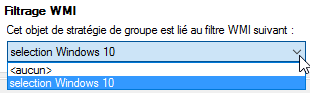 Filtrage WMI
Cet objet de stratégie de groupe est lié au filtre WMI suivant :
selection Windows 10
<aucun>
selection Windows 10